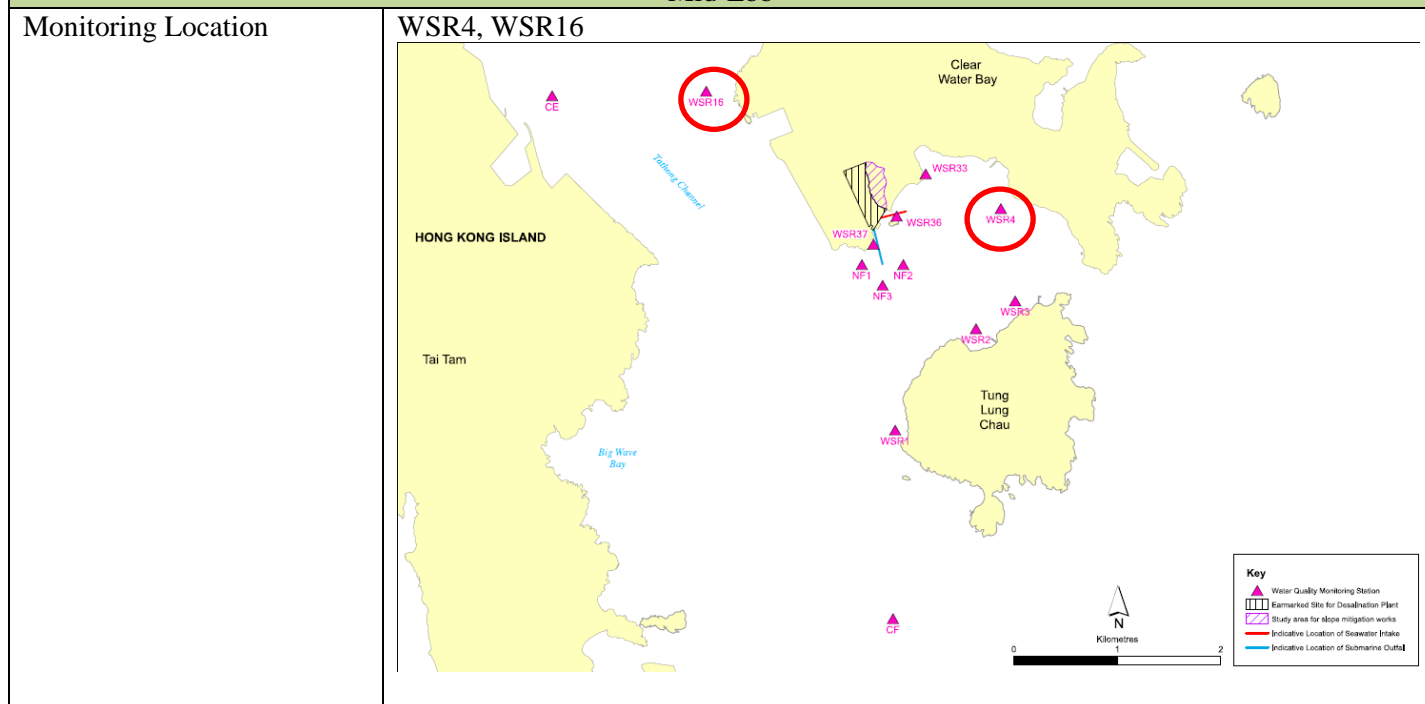 Monitoring Location
WSR4, WSR16
Clear
Water Bay
CE
WSR16
Tathong Channel
WSR33
WSR4
WSR36
HONG KONG ISLAND
WSR37
NF1
NF2
NF3
WSR3
WSR2
Tai Tam
Tung
Lung
Chau
WSR1
Big Wave
Bay
CF
N
Kilometres
0 1 2
Key
Water Quality Monitoring Station
Earmarked Site for Desalination Plant
Study area for slope mitigation works
Indicative Location of Seawater Intake
Indicative Location of Submarine Outfall